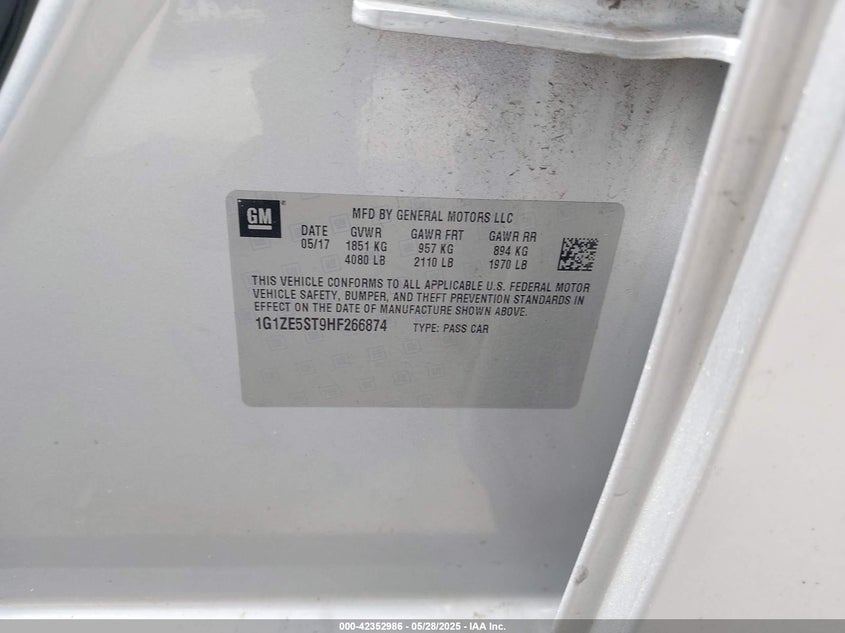 GM
MFD BY GENERAL MOTORS LLC
DATE GVWR GAWR FRT GAWR RR
05/17 1851 KG 957 KG 894 KG
4080 LB 2110 LB 1970 LB
THIS VEHICLE CONFORMS TO ALL APPLICABLE U.S. FEDERAL MOTOR
VEHICLE SAFETY, BUMPER, AND THEFT PREVENTION STANDARDS IN
EFFECT ON THE DATE OF MANUFACTURE SHOWN ABOVE.
1G1ZE5ST9HF266874 TYPE: PASS CAR
000-42352986 - 05/28/2025 - IAA Inc.